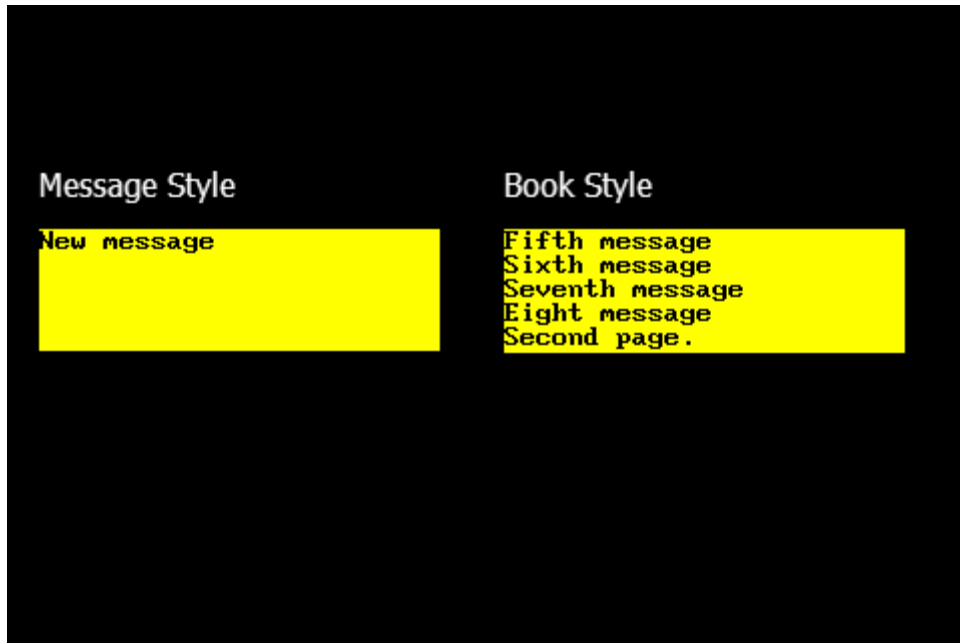 Message Style
New message
Book Style
Fifth message
Sixth message
Seventh message
Eight message
Second page.